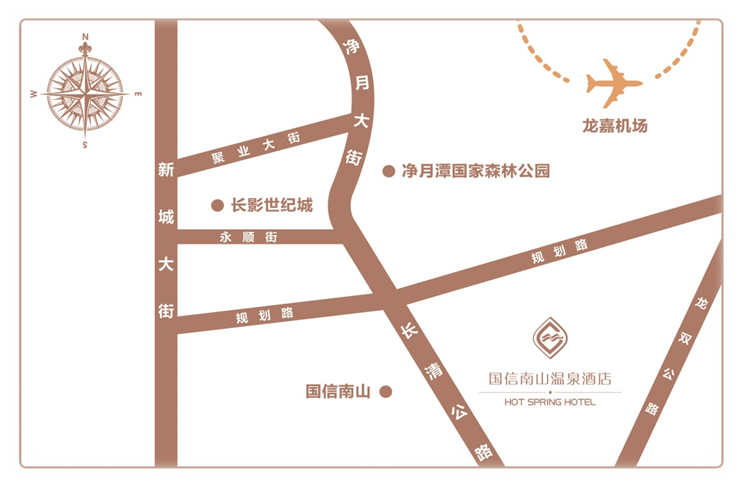 N
W
E
S
净月大街
龙嘉机场
聚业大街
新城大街
净月潭国家森林公园
长影世纪城
永顺街
规划路
规划路
龙双公路
长清公路
国信南山温泉酒店
HOT SPRING HOTEL
国信南山